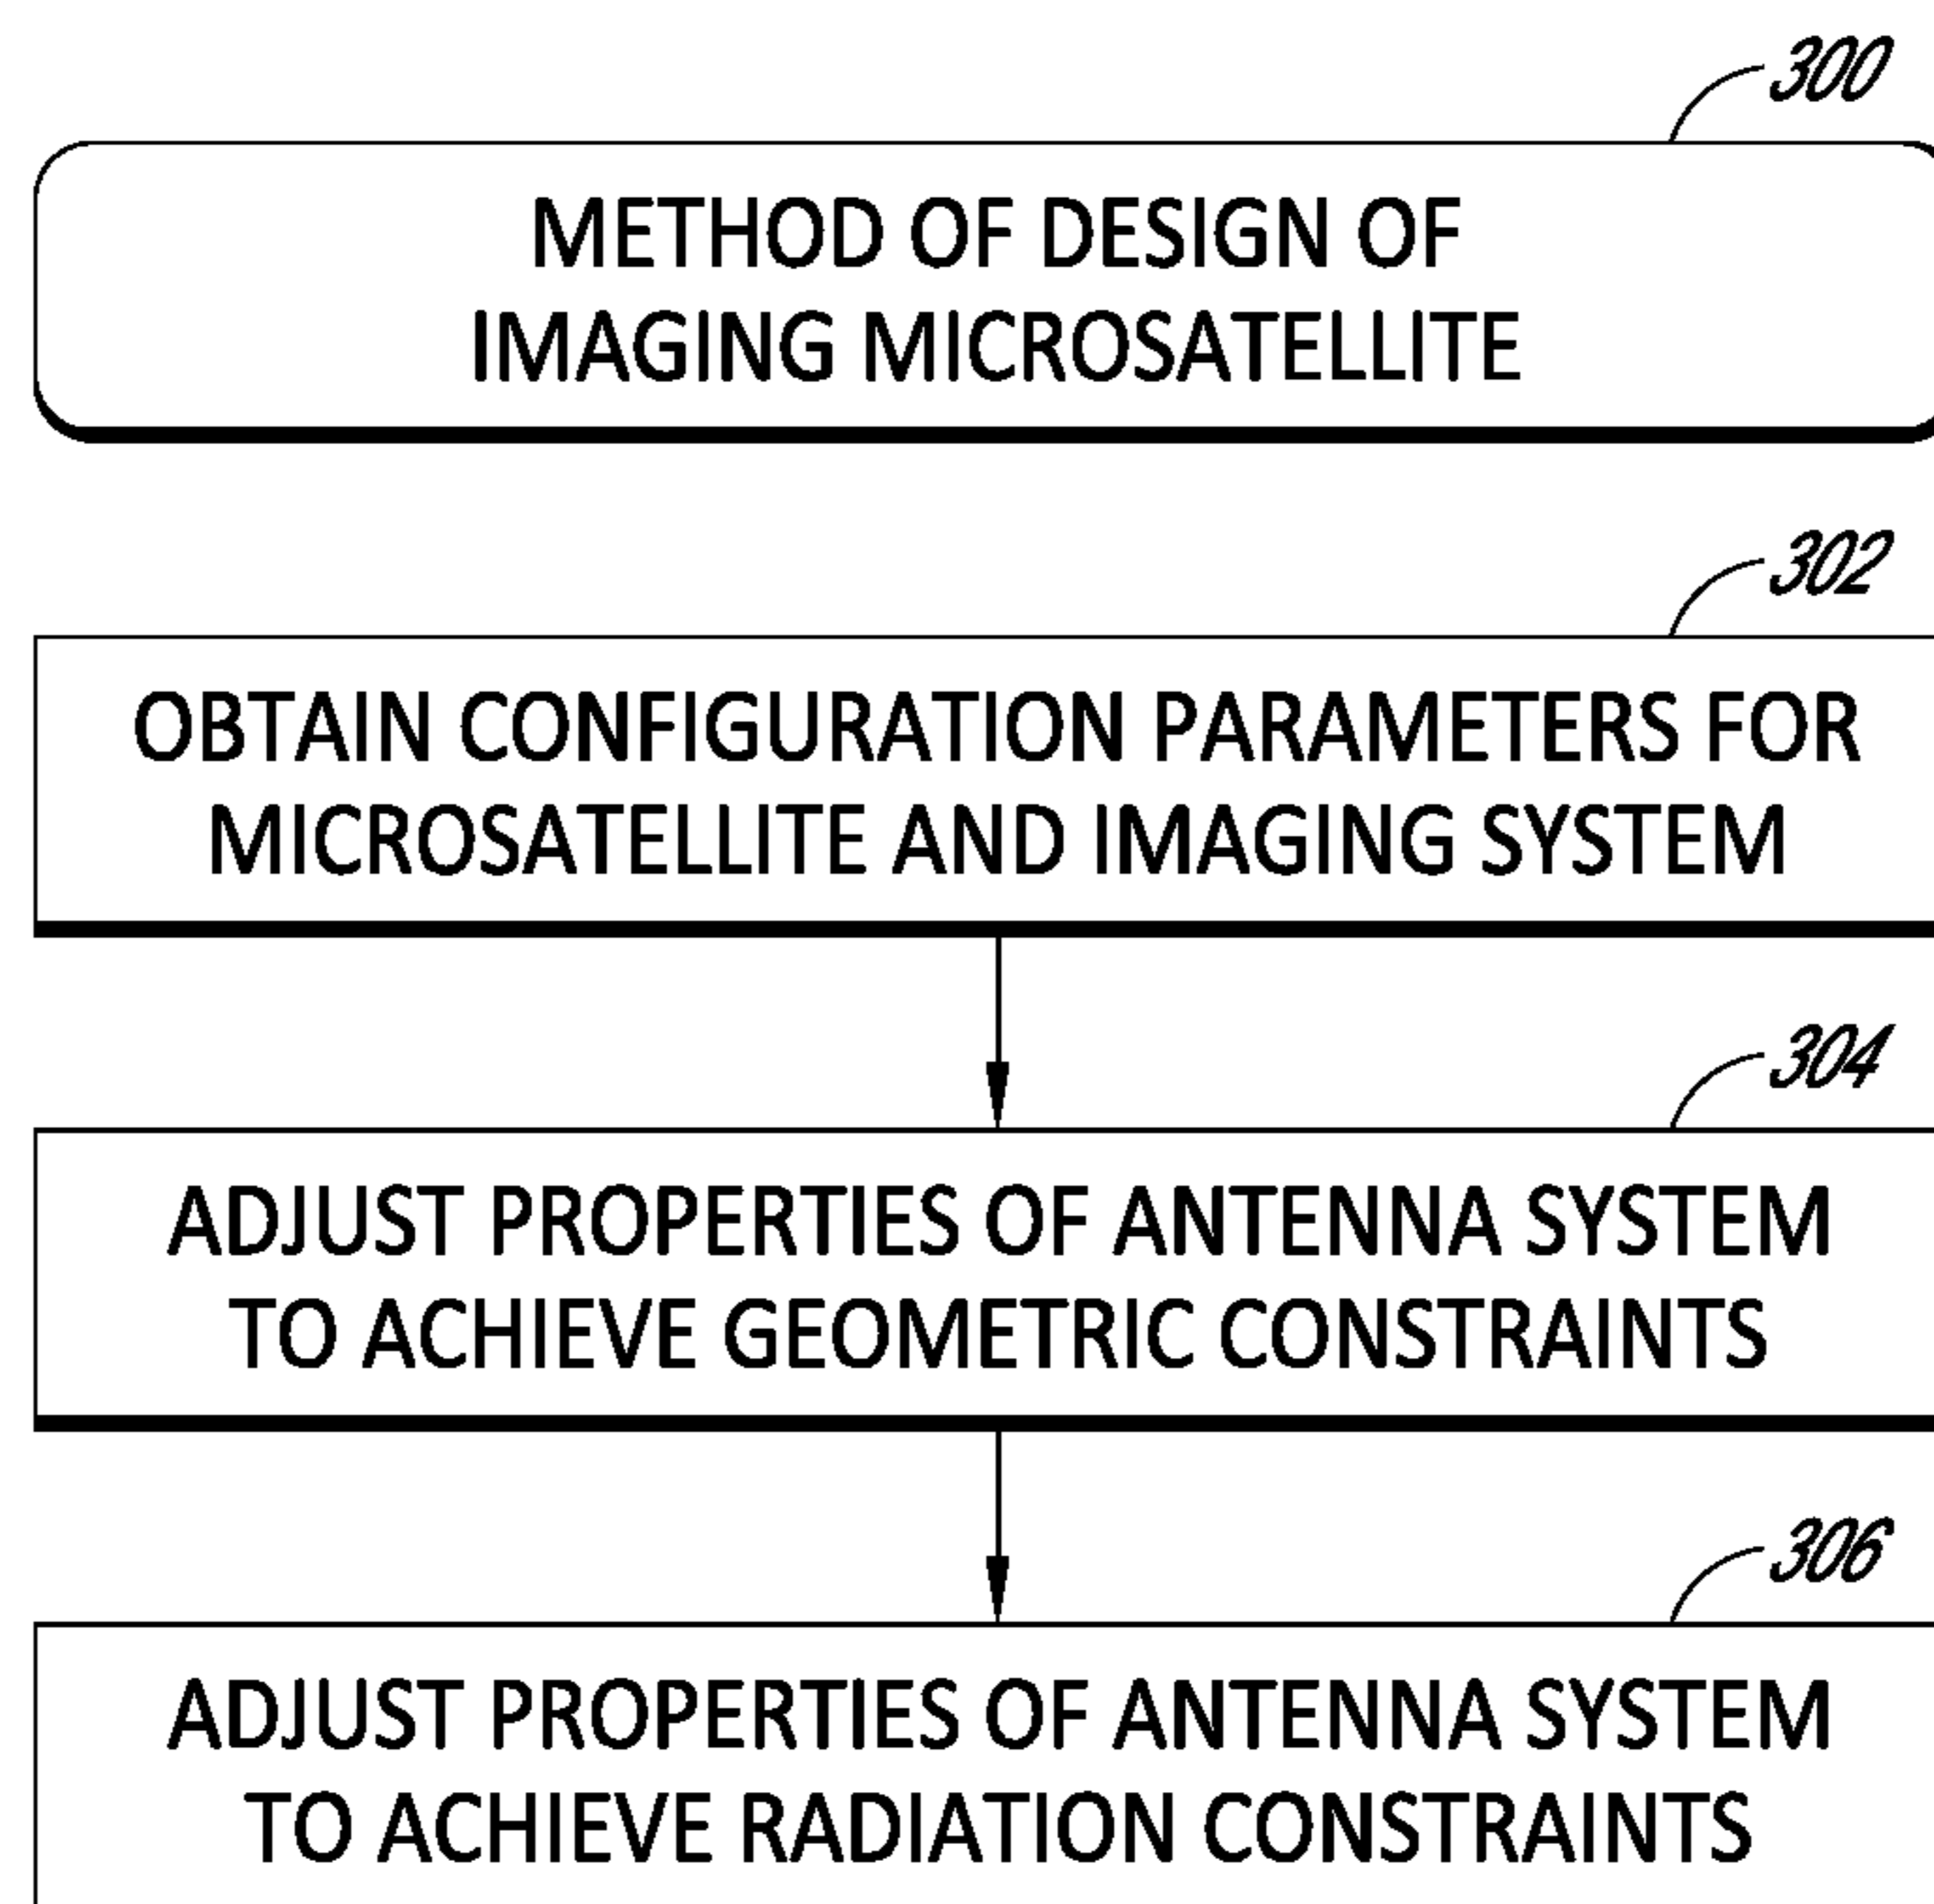 300
METHOD OF DESIGN OF
IMAGING MICROSATELLITE
302
OBTAIN CONFIGURATION PARAMETERS FOR
MICROSATELLITE AND IMAGING SYSTEM
304
ADJUST PROPERTIES OF ANTENNA SYSTEM
TO ACHIEVE GEOMETRIC CONSTRAINTS
306
ADJUST PROPERTIES OF ANTENNA SYSTEM
TO ACHIEVE RADIATION CONSTRAINTS